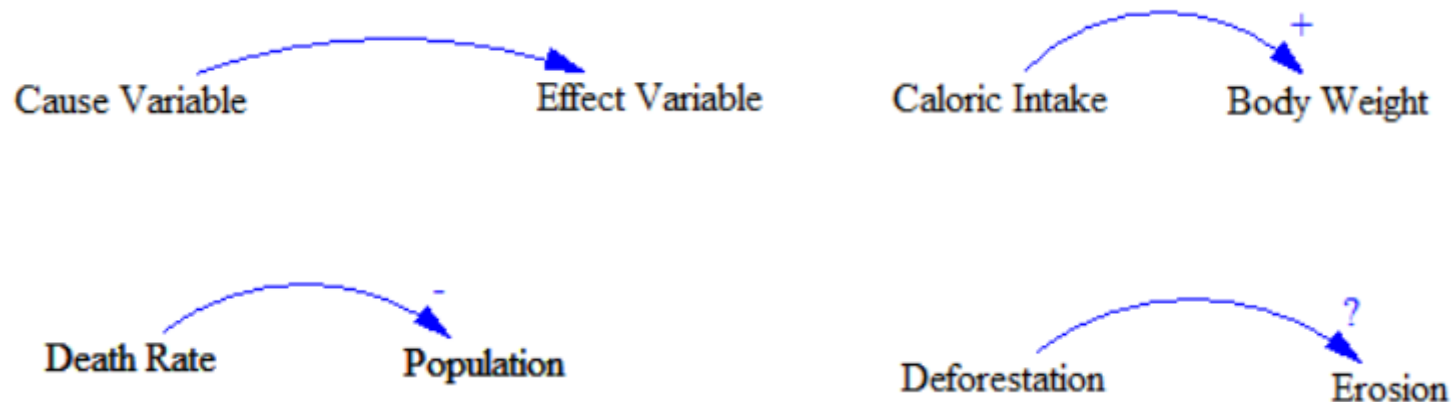 Cause Variable
Effect Variable
+
Caloric Intake
Body Weight
-
Death Rate
Population
?
Deforestation
Erosion